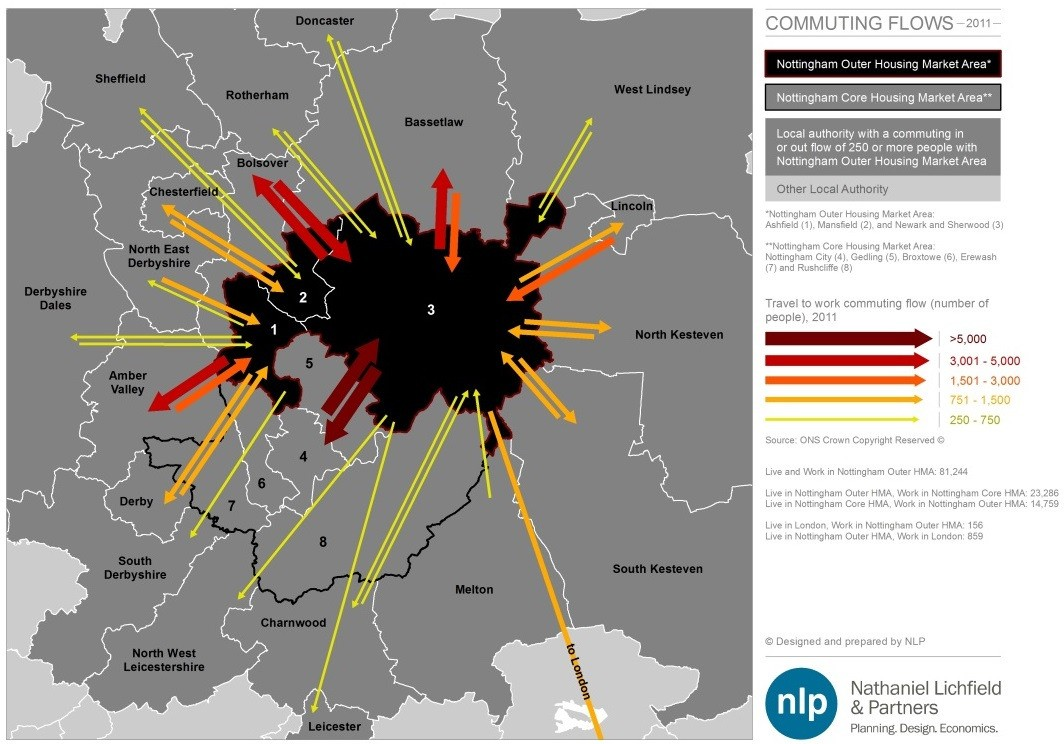 Doncaster
Sheffield
Rotherham
West Lindsey
Bassetlaw
Bolsover
Chesterfield
Lincoln
North East
Derbyshire
Derbyshire
Dales
2
3
1
North Kesteven
5
Amber
Valley
4
6
Derby
7
8
South
Derbyshire
South Kesteven
Melton
Charnwood
North West
Leicestershire
to London
Leicester
COMMUTING FLOWS – 2011 –
Nottingham Outer Housing Market Area*
Nottingham Core Housing Market Area**
Local authority with a commuting in
or out flow of 250 or more people with
Nottingham Outer Housing Market Area
Other Local Authority
*Nottingham Outer Housing Market Area:
Ashfield (1), Mansfield (2), and Newark and Sherwood (3)
**Nottingham Core Housing Market Area:
Nottingham City (4), Gedling (5), Broxtowe (6), Erewash
(7) and Rushcliffe (8)
Travel to work commuting flow (number of
people), 2011
>5,000
3,001 - 5,000
1,501 - 3,000
751 - 1,500
250 - 750
Source: ONS Crown Copyright Reserved ©
Live and Work in Nottingham Outer HMA: 81,244
Live in Nottingham Outer HMA, Work in Nottingham Core HMA: 23,286
Live in Nottingham Core HMA, Work in Nottingham Outer HMA: 14,759
Live in London, Work in Nottingham Outer HMA: 156
Live in Nottingham Outer HMA, Work in London: 859
© Designed and prepared by NLP
nlp
Nathaniel Lichfield
& Partners
Planning. Design. Economics.